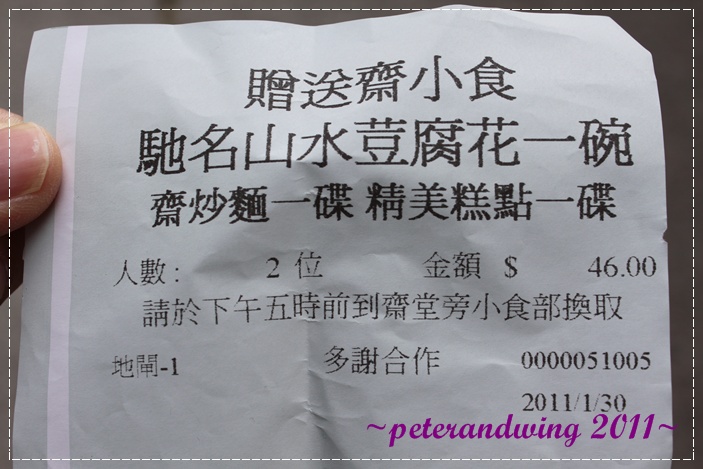 贈送齋小食
馳名山水荳腐花一碗
齋炒麵一碟 精美糕點一碟
人數 : 2 位 金額 $ 46.00
請於下午五時前到齋堂旁小食部換取
地閘-1 多謝合作 0000051005
2011/1/30
~peterandwing 2011~